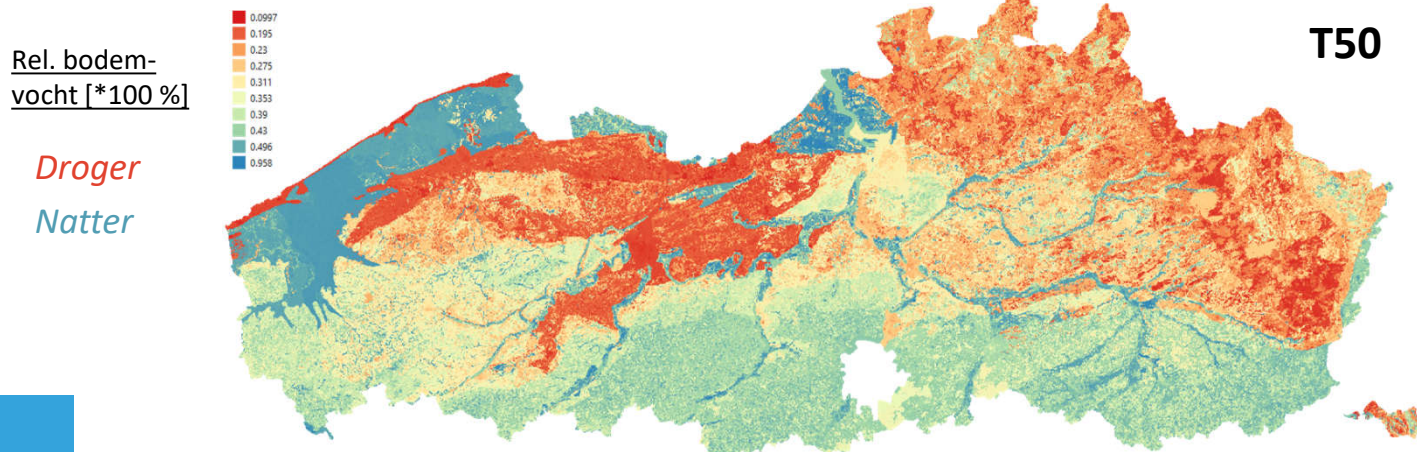 Rel. bodem-
vocht [*100 %]
Droger
Natter
0.0997
0.195
0.23
0.275
0.311
0.353
0.39
0.43
0.496
0.958
T50